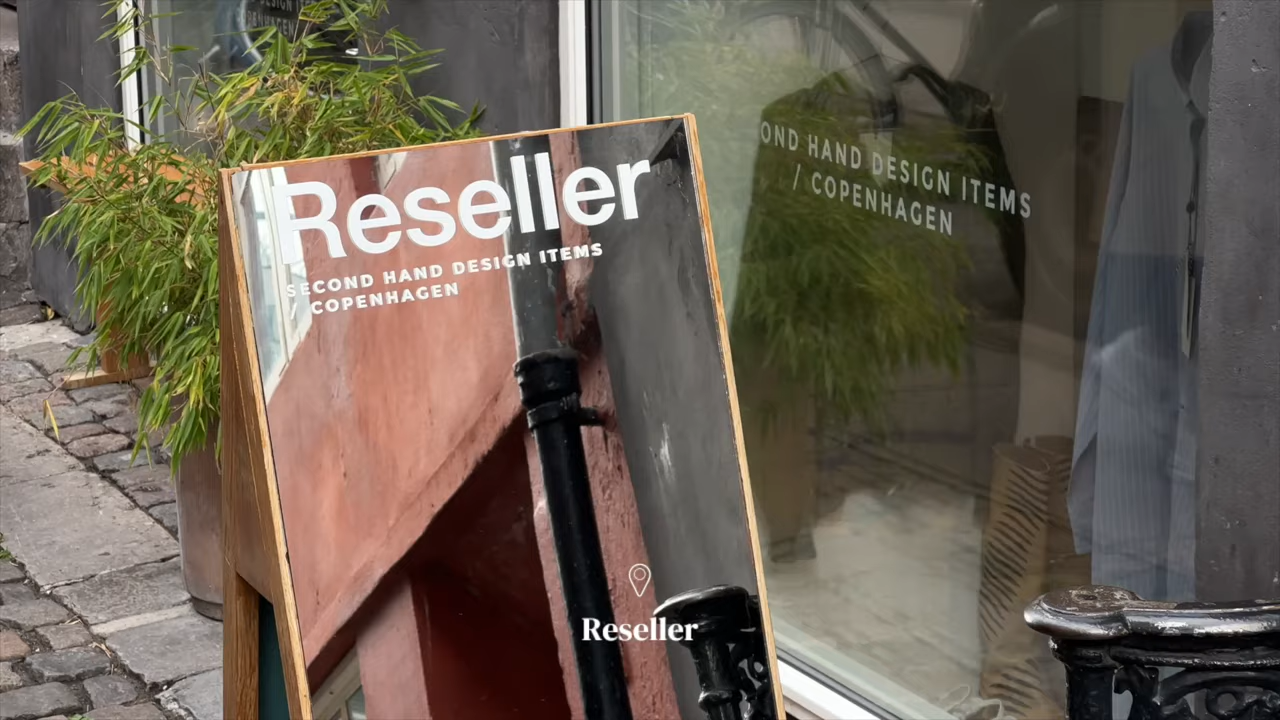 Reseller
SECOND HAND DESIGN ITEMS
/ COPENHAGEN
OND HAND DESIGN ITEMS
/ COPENHAGEN
Reseller